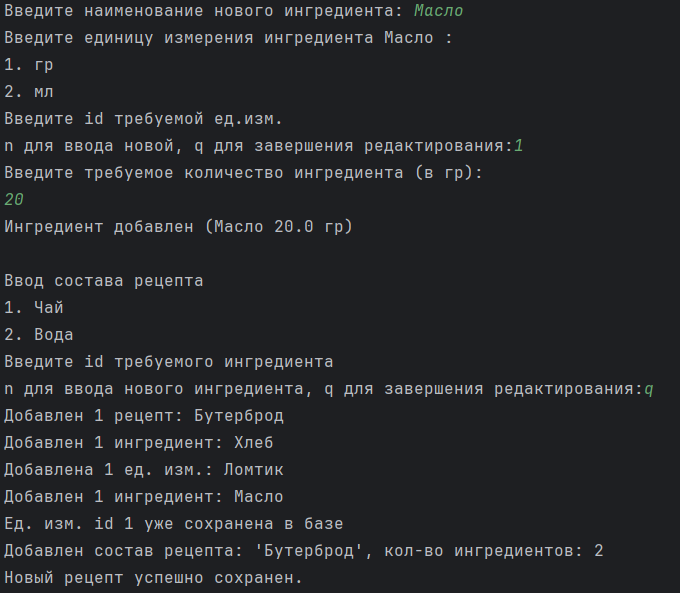 Введите наименование нового ингредиента: Масло
Введите единицу измерения ингредиента Масло :
1. гр
2. мл
Введите id требуемой ед.изм.
n для ввода новой, q для завершения редактирования:1
Введите требуемое количество ингредиента (в гр):
20
Ингредиент добавлен (Масло 20.0 гр)

Ввод состава рецепта
1. Чай
2. Вода
Введите id требуемого ингредиента
n для ввода нового ингредиента, q для завершения редактирования:q
Добавлен 1 рецепт: Бутерброд
Добавлен 1 ингредиент: Хлеб
Добавлена 1 ед. изм.: Ломтик
Добавлен 1 ингредиент: Масло
Ед. изм. id 1 уже сохранена в базе
Добавлен состав рецепта: 'Бутерброд', кол-во ингредиентов: 2
Новый рецепт успешно сохранен.